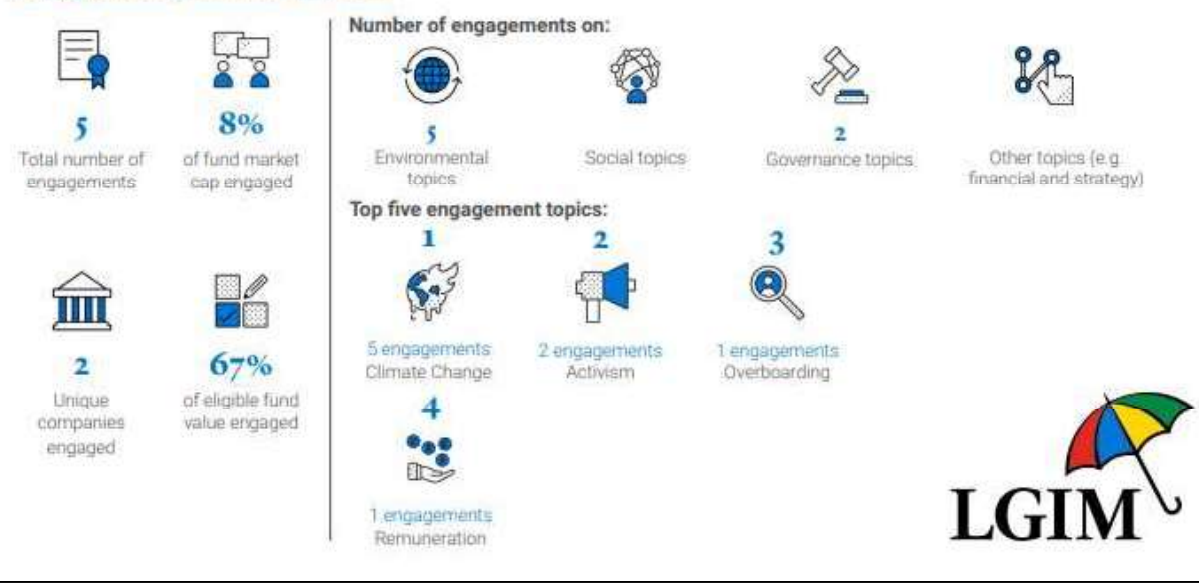 5
Total number of
engagements
8%
of fund market
cap engaged
2
Unique
companies
engaged
67%
of eligible fund
value engaged
Number of engagements on:
5
Environmental
topics
Social topics
2
Governance topics
Other topics (e.g.
financial and strategy)
Top five engagement topics:
1
5 engagements
Climate Change
2
2 engagements
Activism
3
1 engagements
Overboarding
4
1 engagements
Remuneration
LGIM